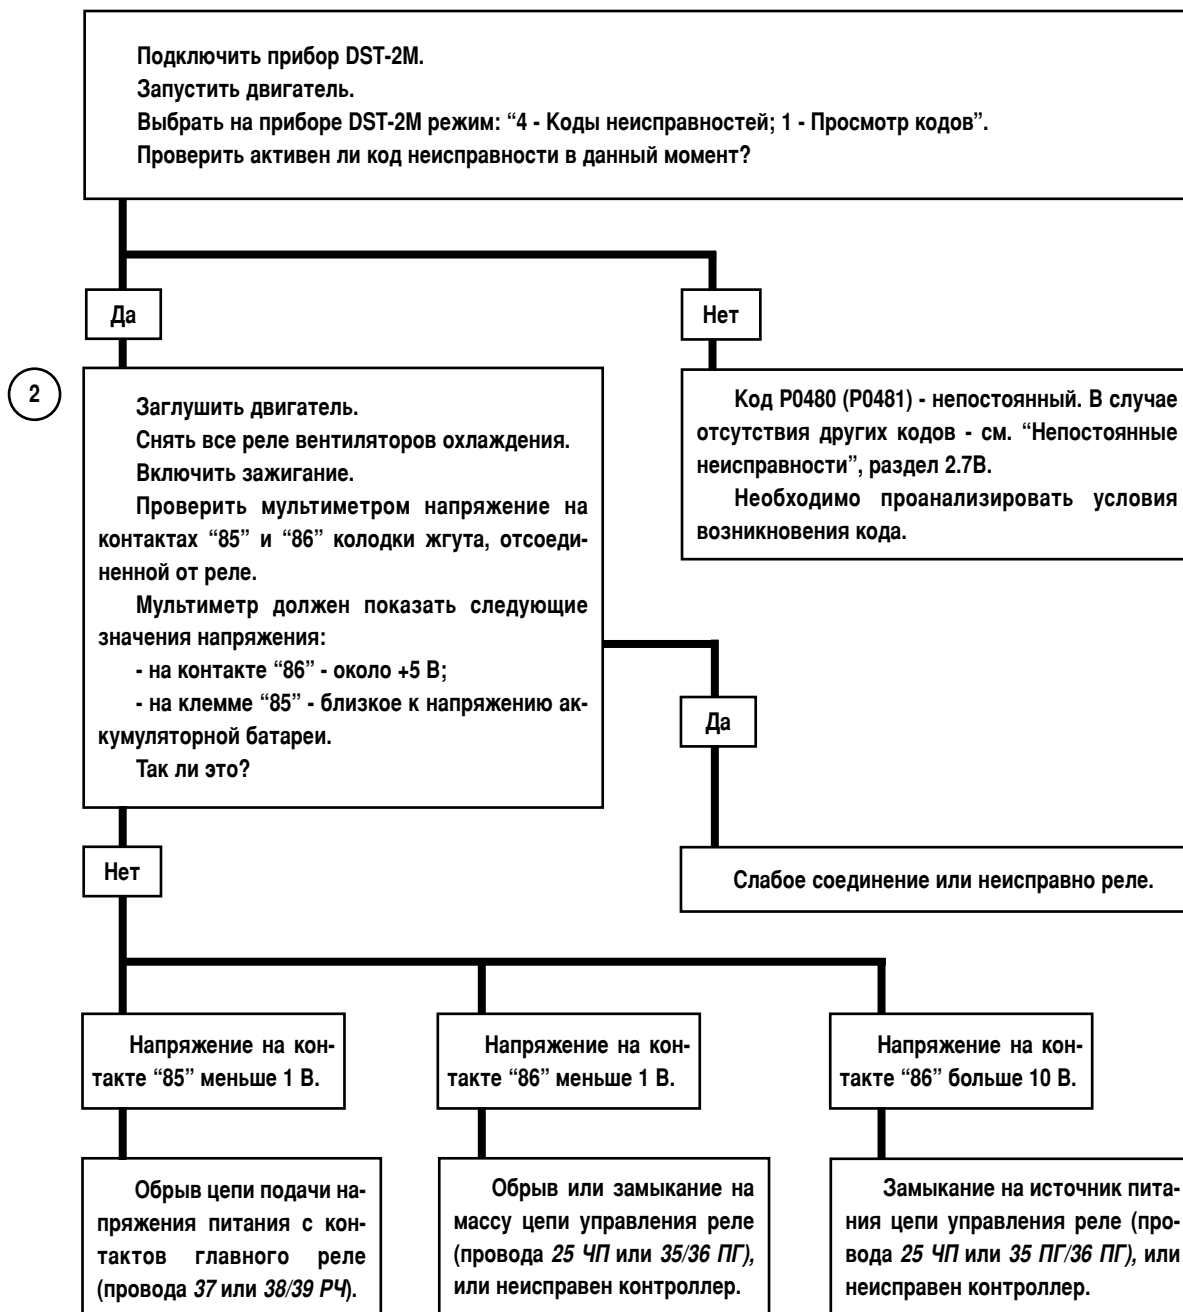 Подключить прибор DST-2М.
Запустить двигатель.
Выбрать на приборе DST-2М режим: “4 - Коды неисправностей; 1 - Просмотр кодов”.
Проверить активен ли код неисправности в данный момент?
Да
Нет
2
Заглушить двигатель.
Снять все реле вентиляторов охлаждения.
Включить зажигание.
Проверить мультиметром напряжение на
контактах “85” и “86” колодки жгута, отсоеди-
ненной от реле.
Мультиметр должен показать следующие
значения напряжения:
- на контакте “86” - около +5 В;
- на клемме “85” - близкое к напряжению ак-
кумуляторной батареи.
Так ли это?
Код Р0480 (Р0481) - непостоянный. В случае
отсутствия других кодов - см. “Непостоянные
неисправности”, раздел 2.7В.
Необходимо проанализировать условия
возникновения кода.
Да
Нет
Слабое соединение или неисправно реле.
Напряжение на кон-
такте “85” меньше 1 В.
Напряжение на кон-
такте “86” меньше 1 В.
Напряжение на кон-
такте “86” больше 10 В.
Обрыв цепи подачи на-
пряжения питания с кон-
тактов главного реле
(провода 37 или 38/39 РЧ).
Обрыв или замыкание на
массу цепи управления реле
(провода 25 ЧП или 35/36 ПГ),
или неисправен контроллер.
Замыкание на источник пита-
ния цепи управления реле (про-
вода 25 ЧП или 35 ПГ/36 ПГ), или
неисправен контроллер.